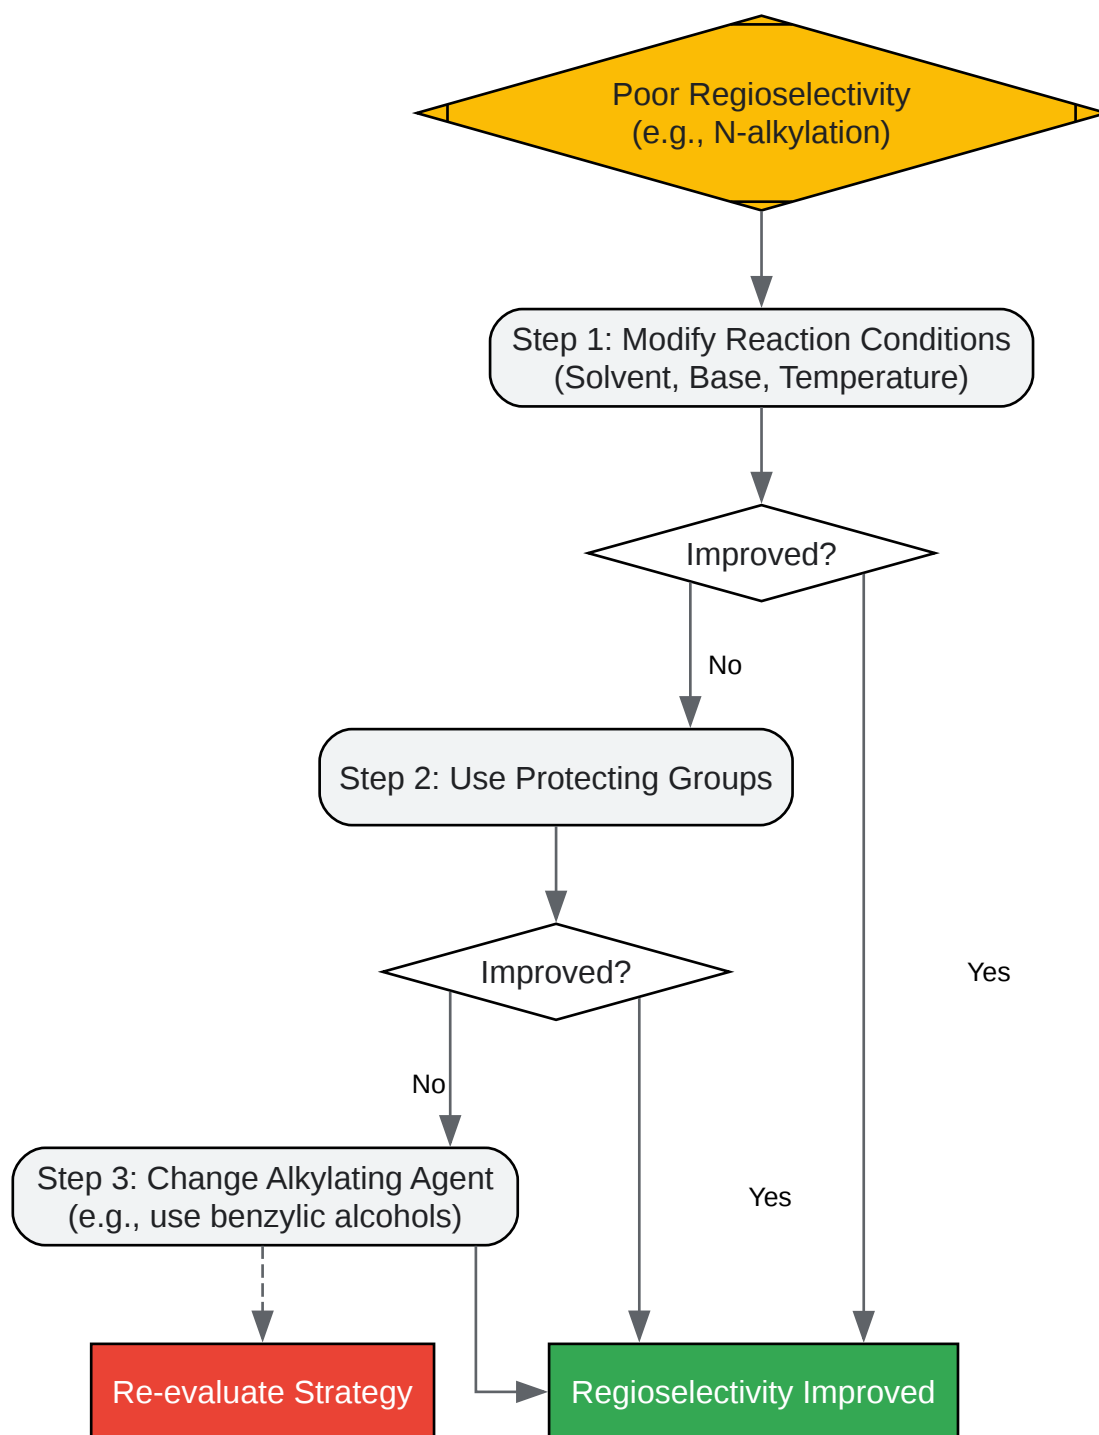 Poor Regioselectivity
(e.g., N-alkylation)
Step 1: Modify Reaction Conditions
(Solvent, Base, Temperature)
Improved?
No
Step 2: Use Protecting Groups
Improved?
Yes
No
Step 3: Change Alkylating Agent
(e.g., use benzylic alcohols)
Yes
Re-evaluate Strategy
Regioselectivity Improved